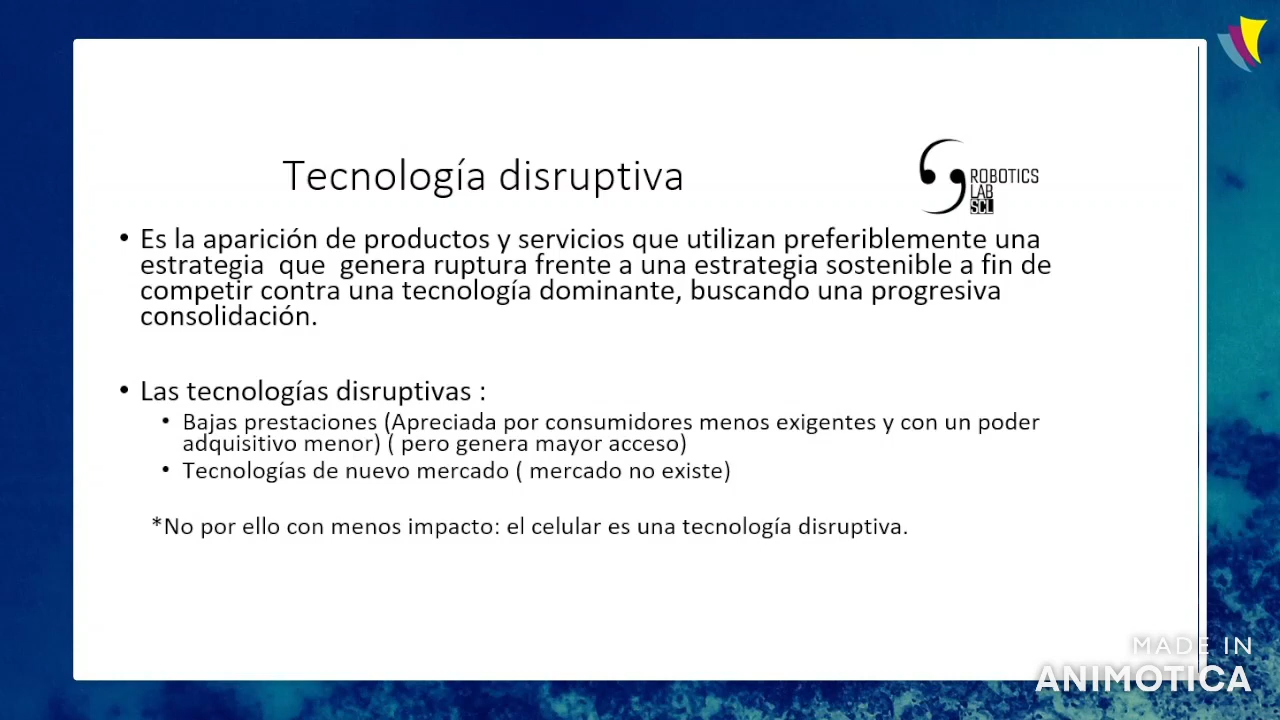 Tecnología disruptiva
ROBOTICS
LAB
SCL
• Es la aparición de productos y servicios que utilizan preferiblemente una
estrategia que genera ruptura frente a una estrategia sostenible a fin de
competir contra una tecnología dominante, buscando una progresiva
consolidación.
• Las tecnologías disruptivas :
• Bajas prestaciones (Apreciada por consumidores menos exigentes y con un poder
adquisitivo menor) ( pero genera mayor acceso)
• Tecnologías de nuevo mercado ( mercado no existe)
*No por ello con menos impacto: el celular es una tecnología disruptiva.
MADE IN
ANIMOTICA